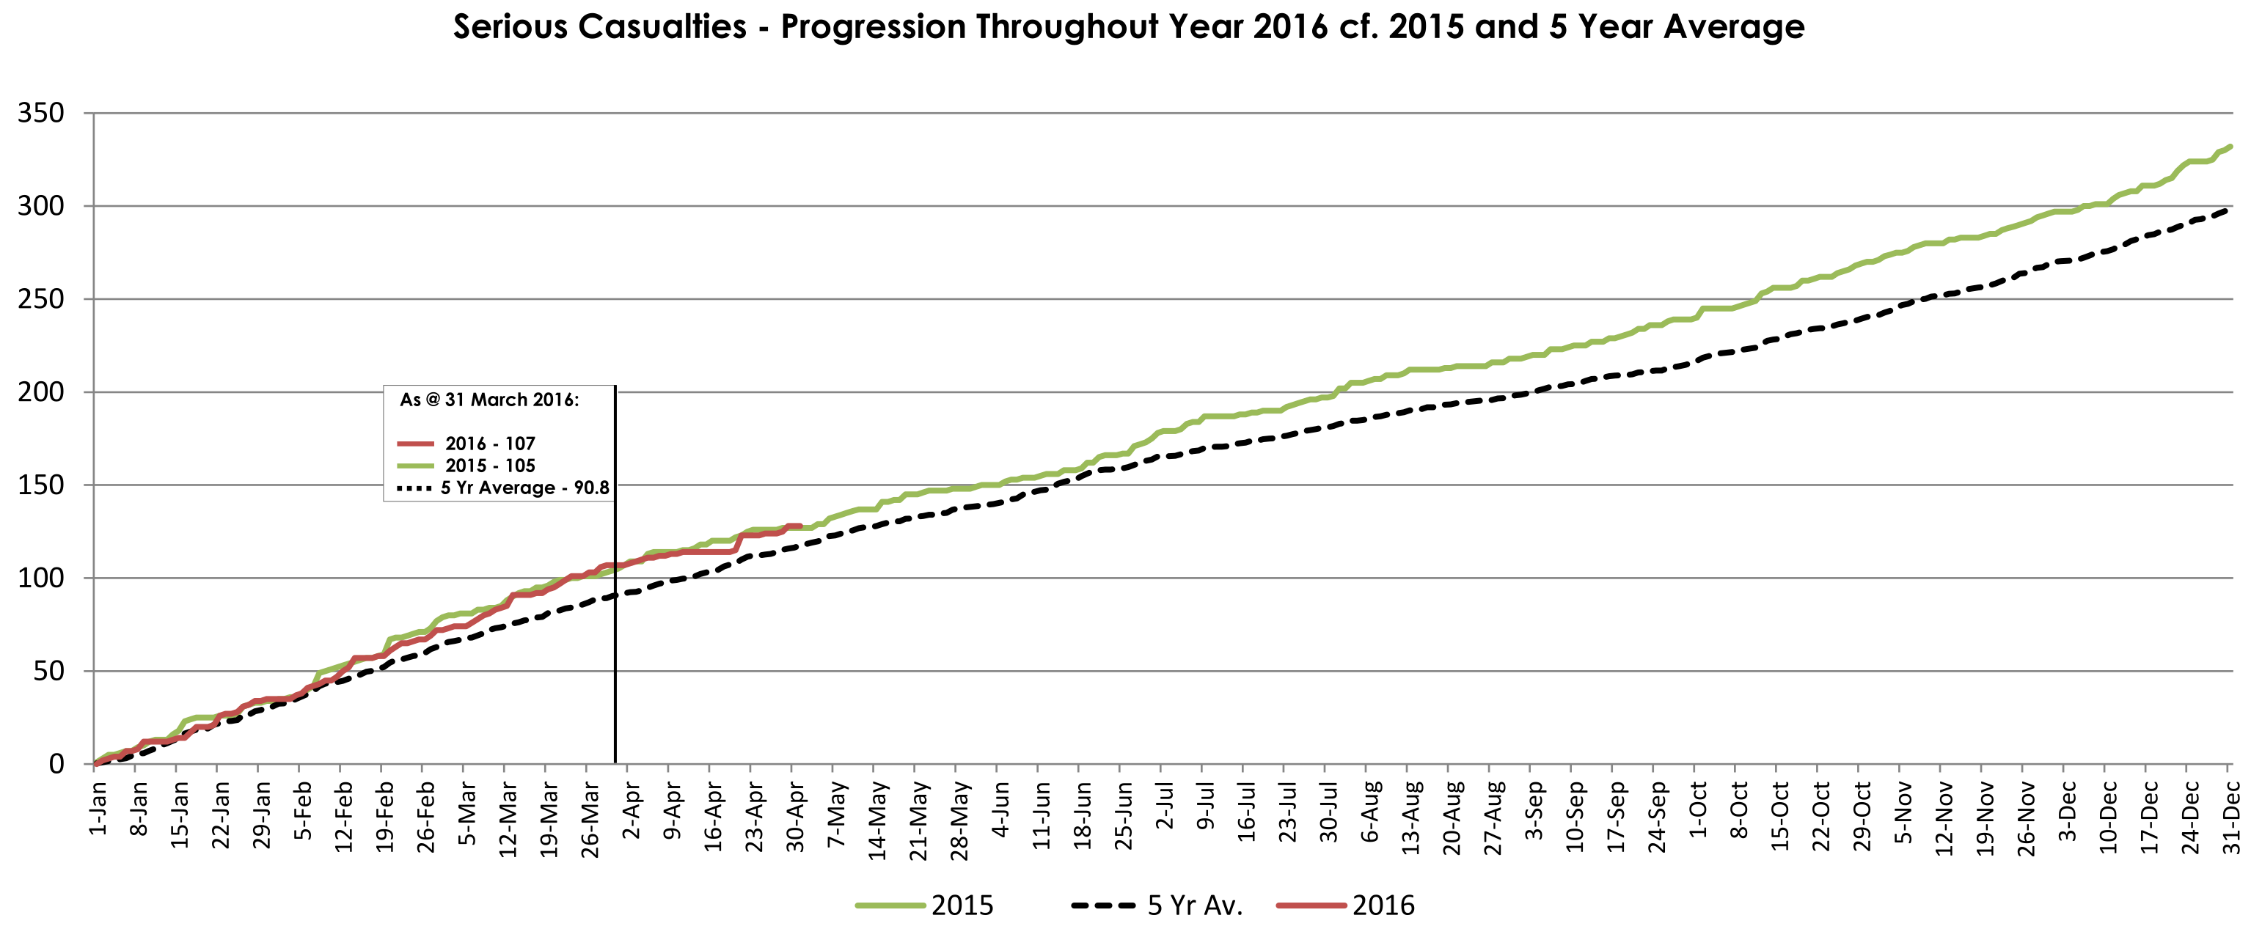 Serious Casualties - Progression Throughout Year 2016 cf. 2015 and 5 Year Average
350
300
250
200
150
100
50
0
As @ 31 March 2016:
2016 - 107
2015 - 105
5 Yr Average - 90.8
1-Jan
8-Jan
15-Jan
22-Jan
29-Jan
5-Feb
12-Feb
19-Feb
26-Feb
5-Mar
12-Mar
19-Mar
26-Mar
2-Apr
9-Apr
16-Apr
23-Apr
30-Apr
7-May
14-May
21-May
28-May
4-Jun
11-Jun
18-Jun
25-Jun
2-Jul
9-Jul
16-Jul
23-Jul
30-Jul
6-Aug
13-Aug
20-Aug
27-Aug
3-Sep
10-Sep
17-Sep
24-Sep
1-Oct
8-Oct
15-Oct
22-Oct
29-Oct
5-Nov
12-Nov
19-Nov
26-Nov
3-Dec
10-Dec
17-Dec
24-Dec
31-Dec
2015
5 Yr Av.
2016